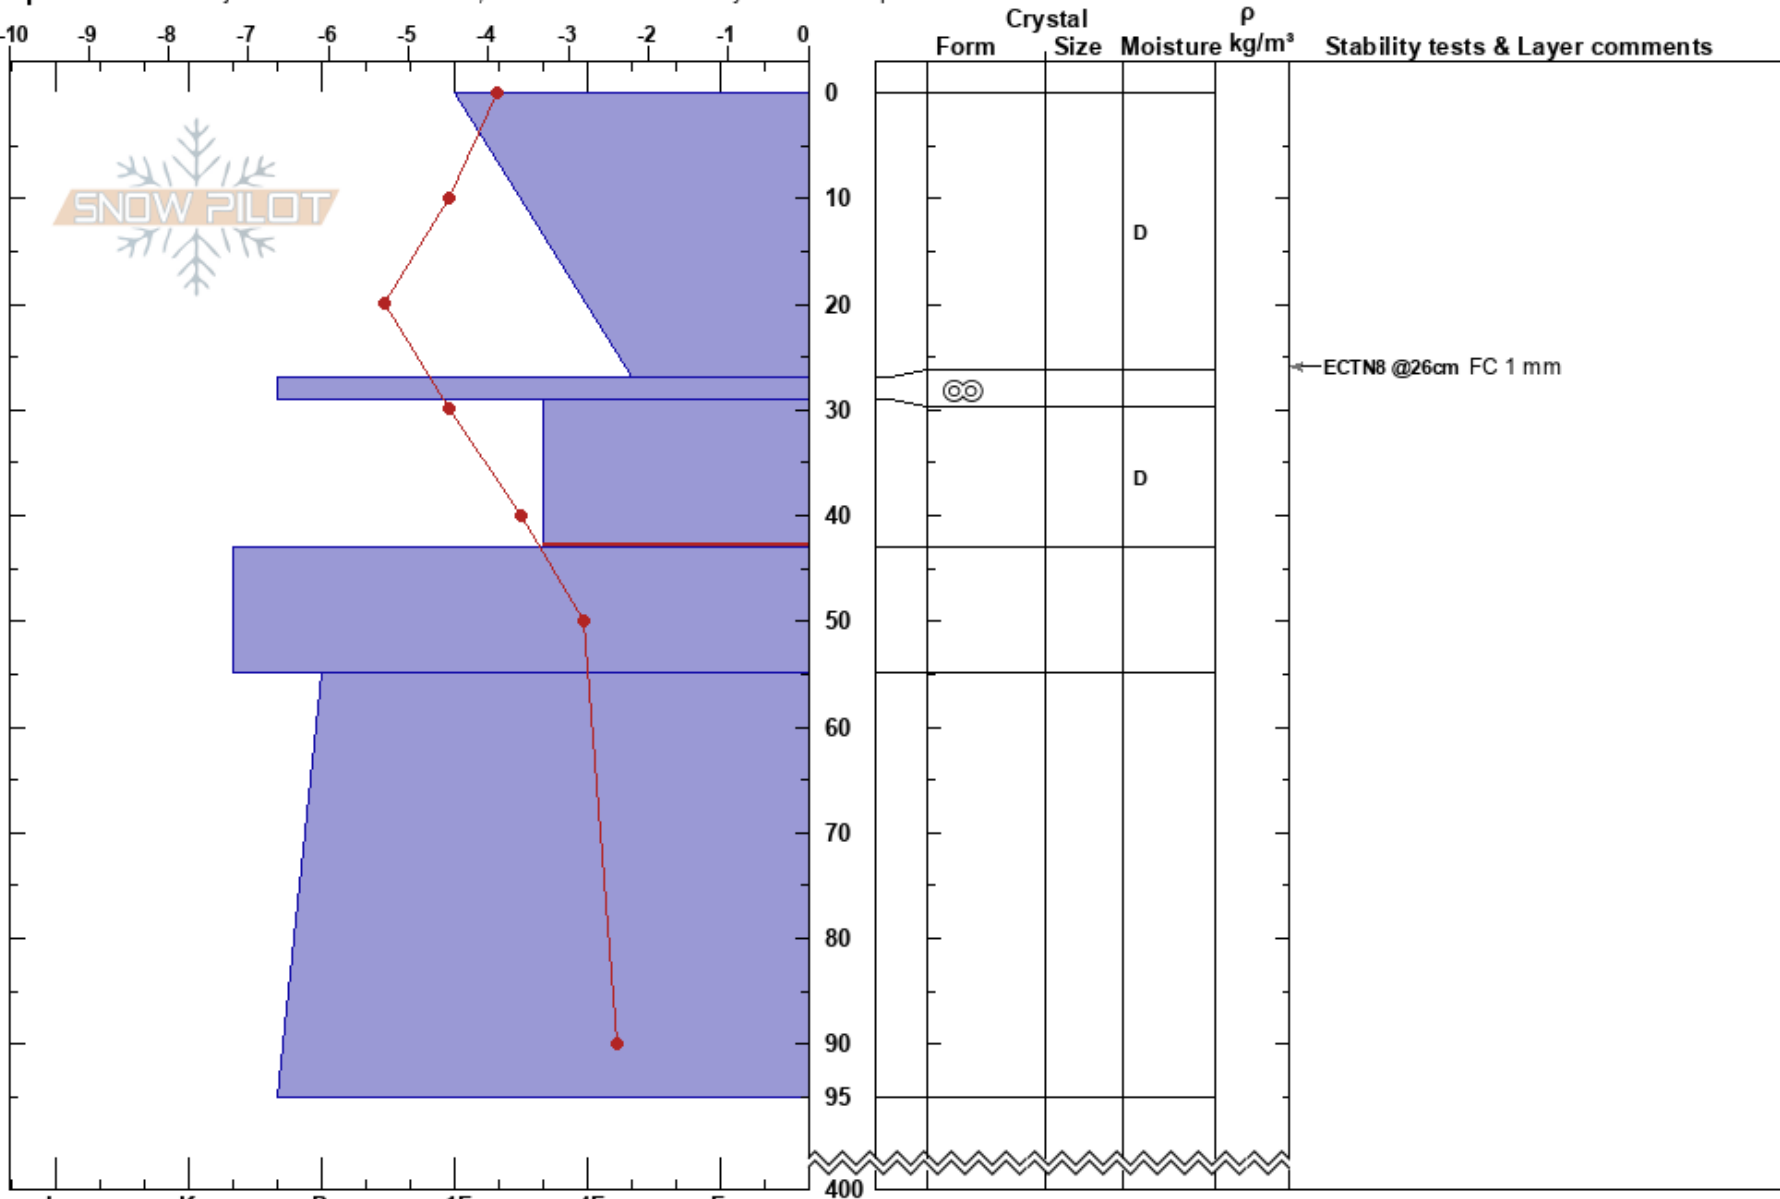 Crystal ρ
-10 -9 -8 -7 -6 -5 -4 -3 -2 -1 0 Form Size Moisture kg/m³ Stability tests & Layer comments
0
SNOW PILOT
10
D
20
ECTN8 @26cm FC 1 mm
30
D
40
50
60
70
80
90
95
400